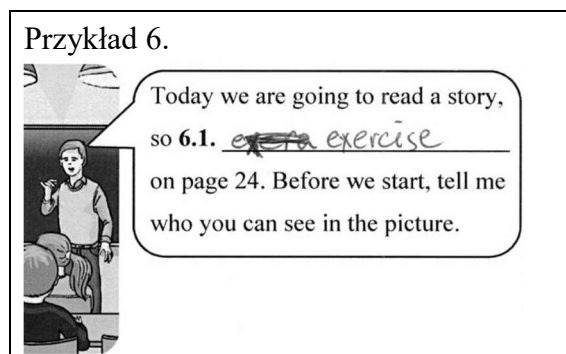 Przykład 6.
Today we are going to read a story,
so 6.1. exercise
on page 24. Before we start, tell me
who you can see in the picture.